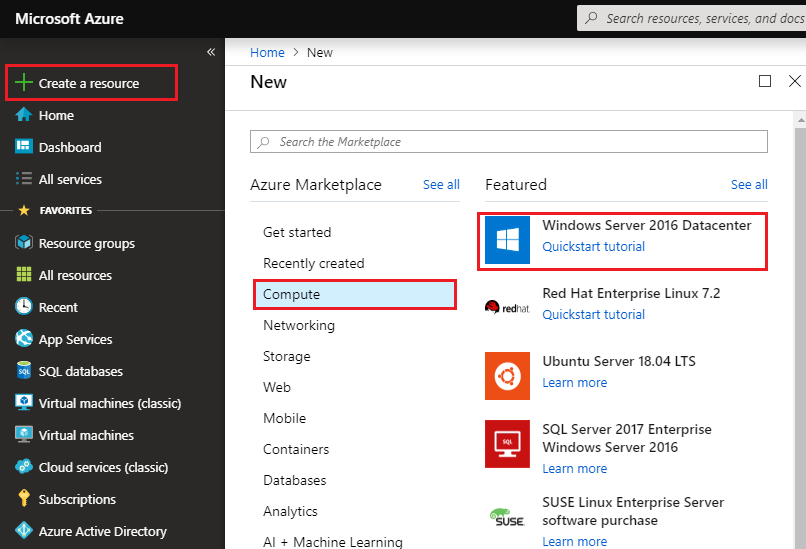 Microsoft Azure
Search resources, services, and docs
«
Create a resource
Home
Dashboard
All services
FAVORITES
Resource groups
All resources
Recent
App Services
SQL databases
Virtual machines (classic)
Virtual machines
Cloud services (classic)
Subscriptions
Azure Active Directory
Home > New
New
Search the Marketplace
Azure Marketplace See all
Get started
Recently created
Compute
Networking
Storage
Web
Mobile
Containers
Databases
Analytics
AI + Machine Learning
Featured See all
Windows Server 2016 Datacenter
Quickstart tutorial
redhat
Red Hat Enterprise Linux 7.2
Quickstart tutorial
Ubuntu Server 18.04 LTS
Learn more
SQL
SQL Server 2017 Enterprise
Windows Server 2016
Learn more
SUSE
SUSE Linux Enterprise Server
software purchase
Learn more